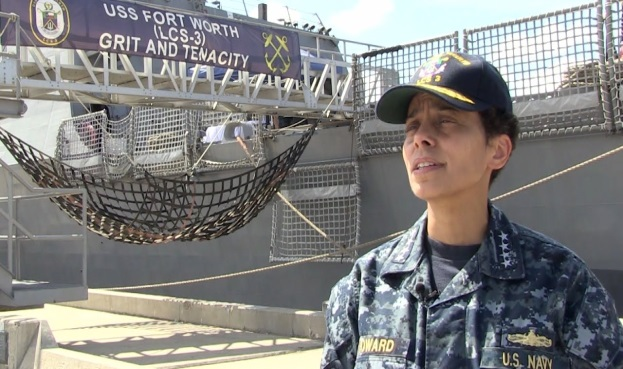 USS FORT WORTH
(LCS-3)
GRIT AND TENACITY
OWARD
U.S. NAVY